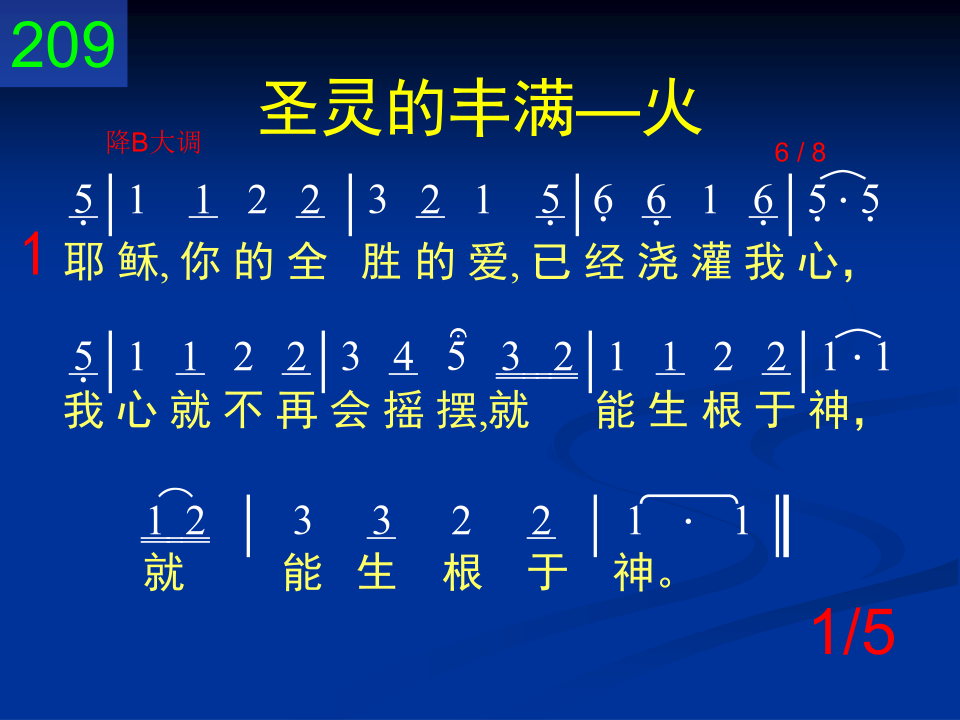 209
圣灵的丰满—火
降B大调
6 / 8
5 | 1 1 2 2 | 3 2 1 5 | 6 6 1 6 | 5 · 5
1 耶 稣, 你 的 全 胜 的 爱, 已 经 浇 灌 我 心，
5 | 1 1 2 2 | 3 4 5 3 2 | 1 1 2 2 | 1 · 1
我 心 就 不 再 会 摇 摆,就 能 生 根 于 神，
1 2 | 3 3 2 2 | 1 · 1 ‖
就 能 生 根 于 神。
1/5